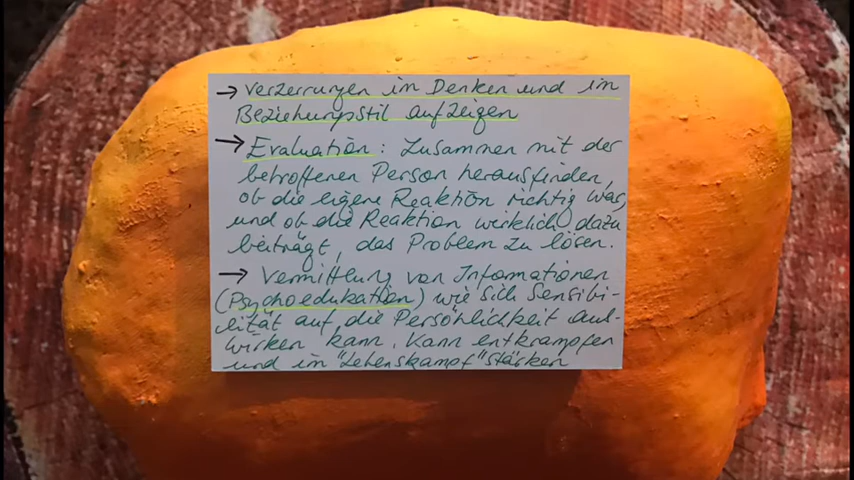 → Verzerrungen im Denken und im
Beziehungsstil aufzeigen
→ Evaluation: Zusammen mit der
betroffenen Person herausfinden,
ob die eigene Reaktion richtig war,
und ob die Reaktion wirklich dazu
beiträgt, das Problem zu lösen.
→ Vermittlung von Informationen
(Psychoedukation) wie sich Sensibi-
lität auf die Persönlichkeit aus-
wirken kann. Kann entkrampfen
und im "Lebenskampf" stärken